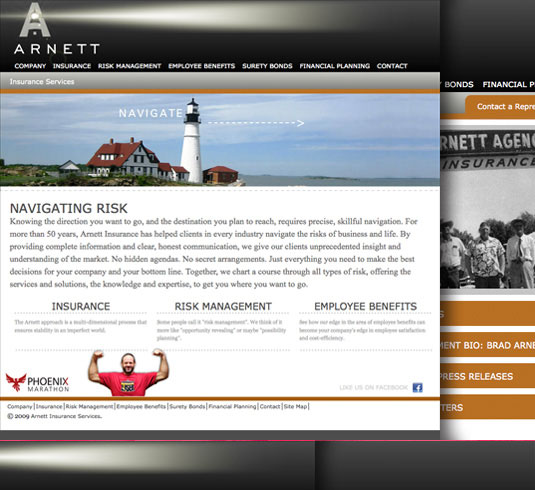 ARNETT
COMPANY INSURANCE RISK MANAGEMENT EMPLOYEE BENEFITS SURETY BONDS FINANCIAL PLANNING CONTACT
Insurance Services
NAVIGATE
NAVIGATING RISK
Knowing the direction you want to go, and the destination you plan to reach, requires precise, skillful navigation. For
more than 50 years, Arnett Insurance has helped clients in every industry navigate the risks of business and life. By
providing complete information and clear, honest communication, we give our clients unprecedented insight and
understanding of the market. No hidden agendas. No secret arrangements. Just everything you need to make the best
decisions for your company and your bottom line. Together, we chart a course through all types of risk, offering the
services and solutions, the knowledge and expertise, to get you where you want to go.
INSURANCE
The Arnett approach is a multi-dimensional process that
ensures stability in an imperfect world.
RISK MANAGEMENT
Some people call it "risk management". We think of it
more like "opportunity revealing" or maybe "possibility
planning".
EMPLOYEE BENEFITS
See how our edge in the area of employee benefits can
become your company's edge in employee satisfaction
and cost-efficiency.
PHOENIX
MARATHON
LIKE US ON FACEBOOK
Company | Insurance | Risk Management | Employee Benefits | Surety Bonds | Financial Planning | Contact | Site Map |
© 2009 Arnett Insurance Services.
BONDS FINANCIAL P
Contact a Repre
RNETT AGENC
INSURANCE
S
MENT BIO: BRAD ARNE
PRESS RELEASES
TERS